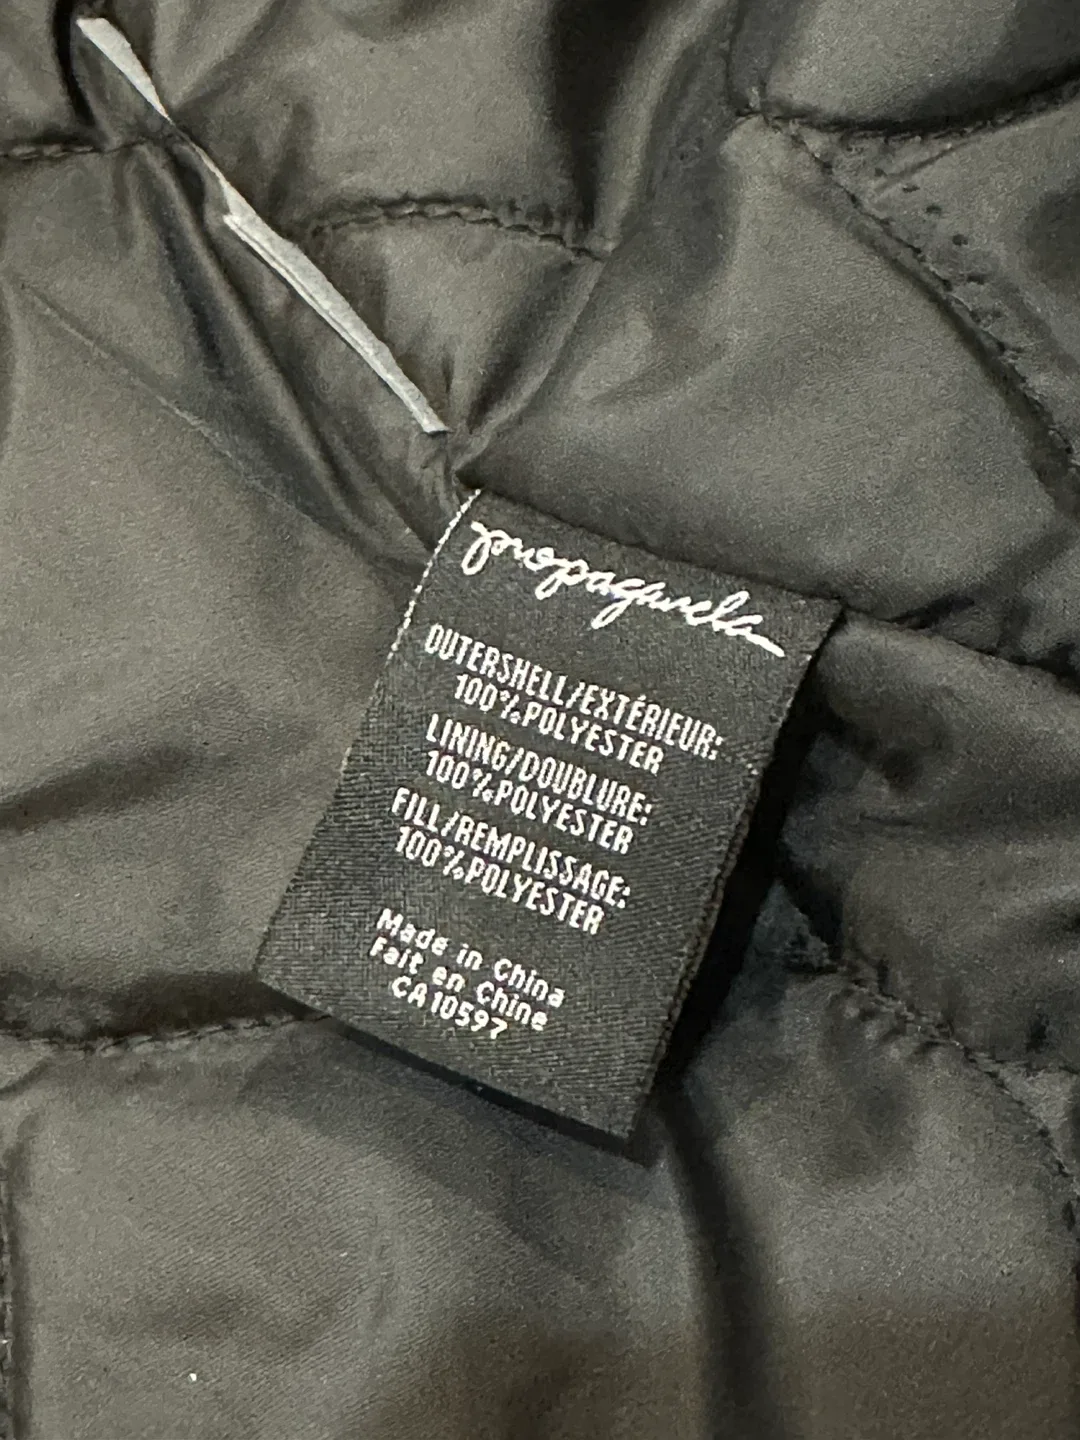 propaganda
OUTERSHELL/EXTÉRIEUR:
100%POLYESTER
LINING/DOUBLURE:
100%POLYESTER
FILL/REMPLISSAGE:
100%POLYESTER
Made in China
Fait en Chine
CA10597